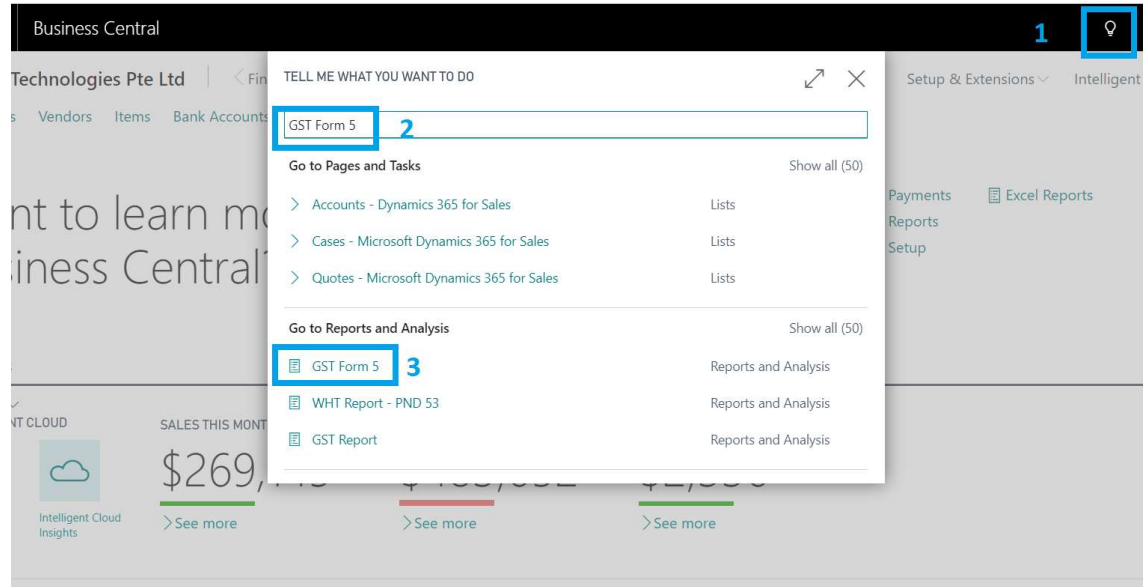 Business Central
1
Technologies Pte Ltd
Fin
Setup & Extensions
Intelligent
s Vendors Items Bank Accounts
TELL ME WHAT YOU WANT TO DO
GST Form 5
2
Go to Pages and Tasks
Show all (50)
Accounts - Dynamics 365 for Sales
Lists
Cases - Microsoft Dynamics 365 for Sales
Lists
Quotes - Microsoft Dynamics 365 for Sales
Lists
Go to Reports and Analysis
Show all (50)
GST Form 5
3
Reports and Analysis
WHT Report - PND 53
Reports and Analysis
GST Report
Reports and Analysis
nt to learn mo
siness Central?
Payments
Excel Reports
Reports
Setup
NT CLOUD
SALES THIS MONT
$269,
Intelligent Cloud
Insights
>See more
>See more
>See more